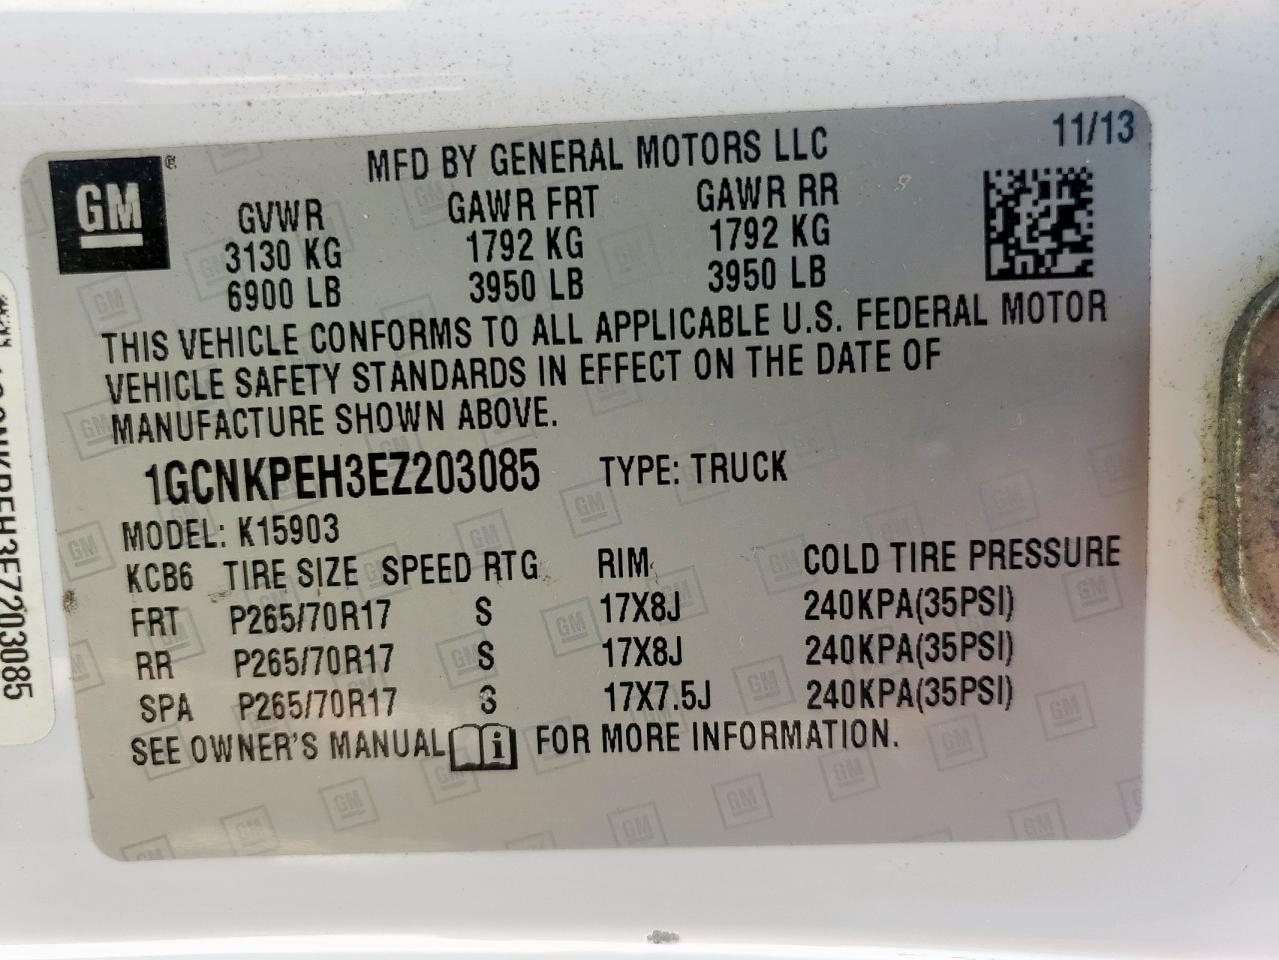 11/13
GM®
MFD BY GENERAL MOTORS LLC
GVWR GAWR FRT GAWR RR
3130 KG 1792 KG 1792 KG
6900 LB 3950 LB 3950 LB
THIS VEHICLE CONFORMS TO ALL APPLICABLE U.S. FEDERAL MOTOR
VEHICLE SAFETY STANDARDS IN EFFECT ON THE DATE OF
MANUFACTURE SHOWN ABOVE.
1GCNKPEH3EZ203085 TYPE: TRUCK
MODEL: K15903
KCB6 TIRE SIZE SPEED RTG RIM COLD TIRE PRESSURE
FRT P265/70R17 S 17X8J 240KPA(35PSI)
RR P265/70R17 S 17X8J 240KPA(35PSI)
SPA P265/70R17 S 17X7.5J 240KPA(35PSI)
SEE OWNER'S MANUAL i FOR MORE INFORMATION.
1GCNKPEH3EZ203085